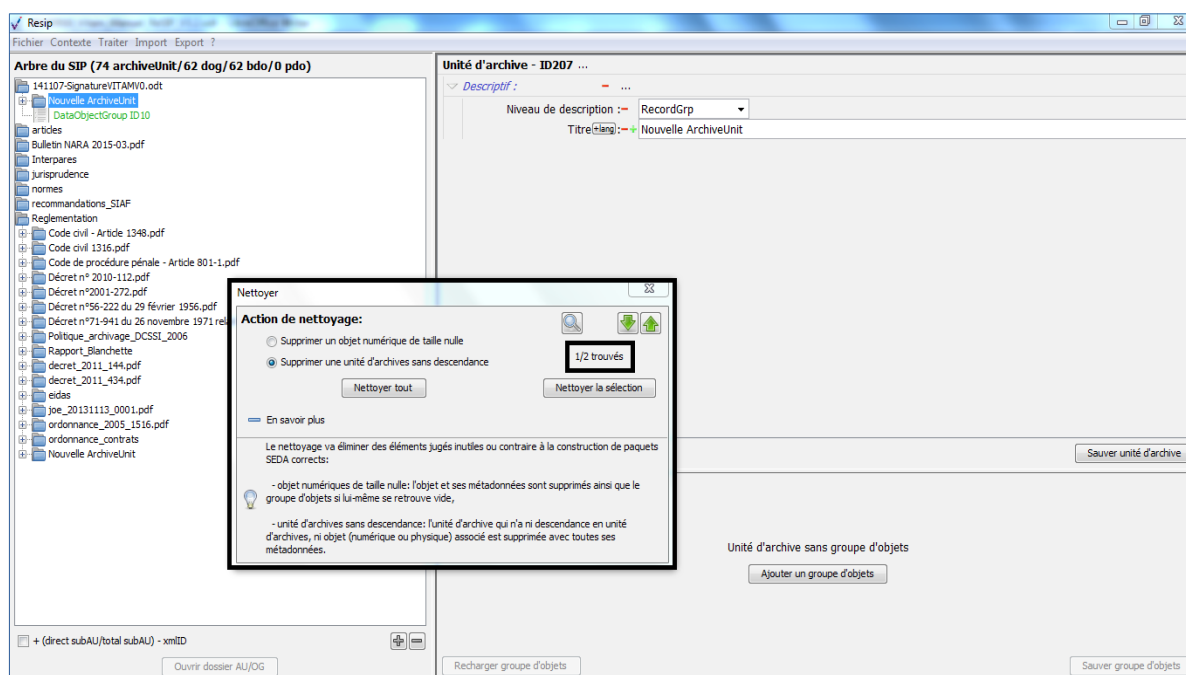 Resip
Fichier Contexte Traiter Import Export ?
Arbre du SIP (74 archiveUnit/62 dog/62 bdo/0 pdo)
141107-SignatureVITAMV0.odt
Nouvelle ArchiveUnit
DataObjectGroup ID10
articles
Bulletin NARA 2015-03.pdf
Interpares
jurisprudence
normes
recommandations_SIAF
Reglementation
Code civil - Article 1348.pdf
Code civil 1316.pdf
Code de procédure pénale - Article 801-1.pdf
Décret n° 2010-112.pdf
Décret n°2001-272.pdf
Décret n°56-222 du 29 février 1956.pdf
Décret n°71-941 du 26 novembre 1971 rel
Politique_archivage_DCSSI_2006
Rapport_Blanchette
decret_2011_144.pdf
decret_2011_434.pdf
eidas
joe_20131113_0001.pdf
ordonnance_2005_1516.pdf
ordonnance_contrats
Nouvelle ArchiveUnit
+ (direct subAU/total subAU) - xmlID
Ouvrir dossier AU/OG
Unité d'archive - ID207 ...
Descriptif : - ...
Niveau de description :- RecordGrp
Titre +lang :-+ Nouvelle ArchiveUnit
Sauver unité d'archive
Unité d'archive sans groupe d'objets
Ajouter un groupe d'objets
Recharger groupe d'objets
Sauver groupe d'objets
Nettoyer
Action de nettoyage:
Supprimer un objet numérique de taille nulle
Supprimer une unité d'archives sans descendance
1/2 trouvés
Nettoyer tout
Nettoyer la sélection
En savoir plus
Le nettoyage va éliminer des éléments jugés inutiles ou contraire à la construction de paquets
SEDA corrects:
- objet numériques de taille nulle: l'objet et ses métadonnées sont supprimés ainsi que le
groupe d'objets si lui-même se retrouve vide,
- unité d'archives sans descendance: l'unité d'archive qui n'a ni descendance en unité
d'archives, ni objet (numérique ou physique) associé est supprimée avec toutes ses
métadonnées.